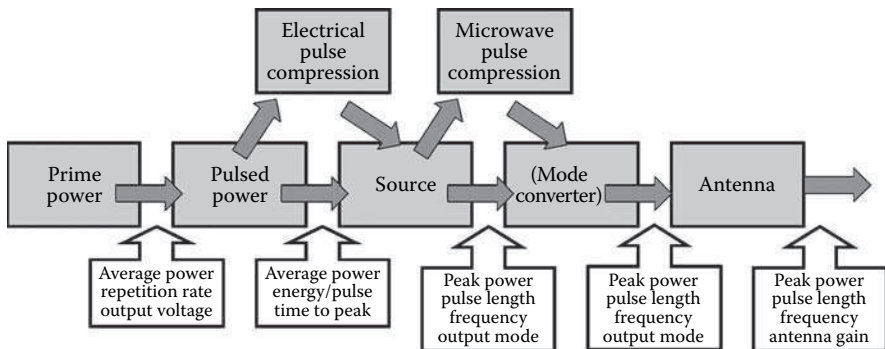 Electrical
pulse
compression
Microwave
pulse
compression
Prime
power
Pulsed
power
Source
(Mode
converter)
Antenna
Average power
repetition rate
output voltage
Average power
energy/pulse
time to peak
Peak power
pulse length
frequency
output mode
Peak power
pulse length
frequency
output mode
Peak power
pulse length
frequency
antenna gain